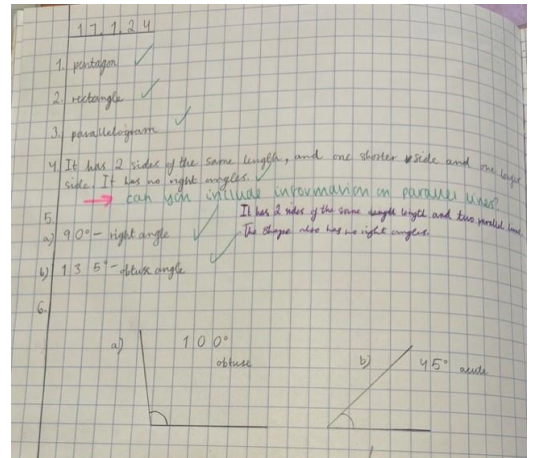 17.1.24
1. pentagon
2. rectangle
3. parallelogram
4. It has 2 sides of the same length, and one shorter side and one longer
side. It has no right angles.
can you include information on parallel lines?
It has 2 sides of the same length and two parallel lines.
The shape also has no right angles.
5.
a) 90° - right angle
b) 135° - obtuse angle
6.
a) 100°
obtuse
b) 45° acute